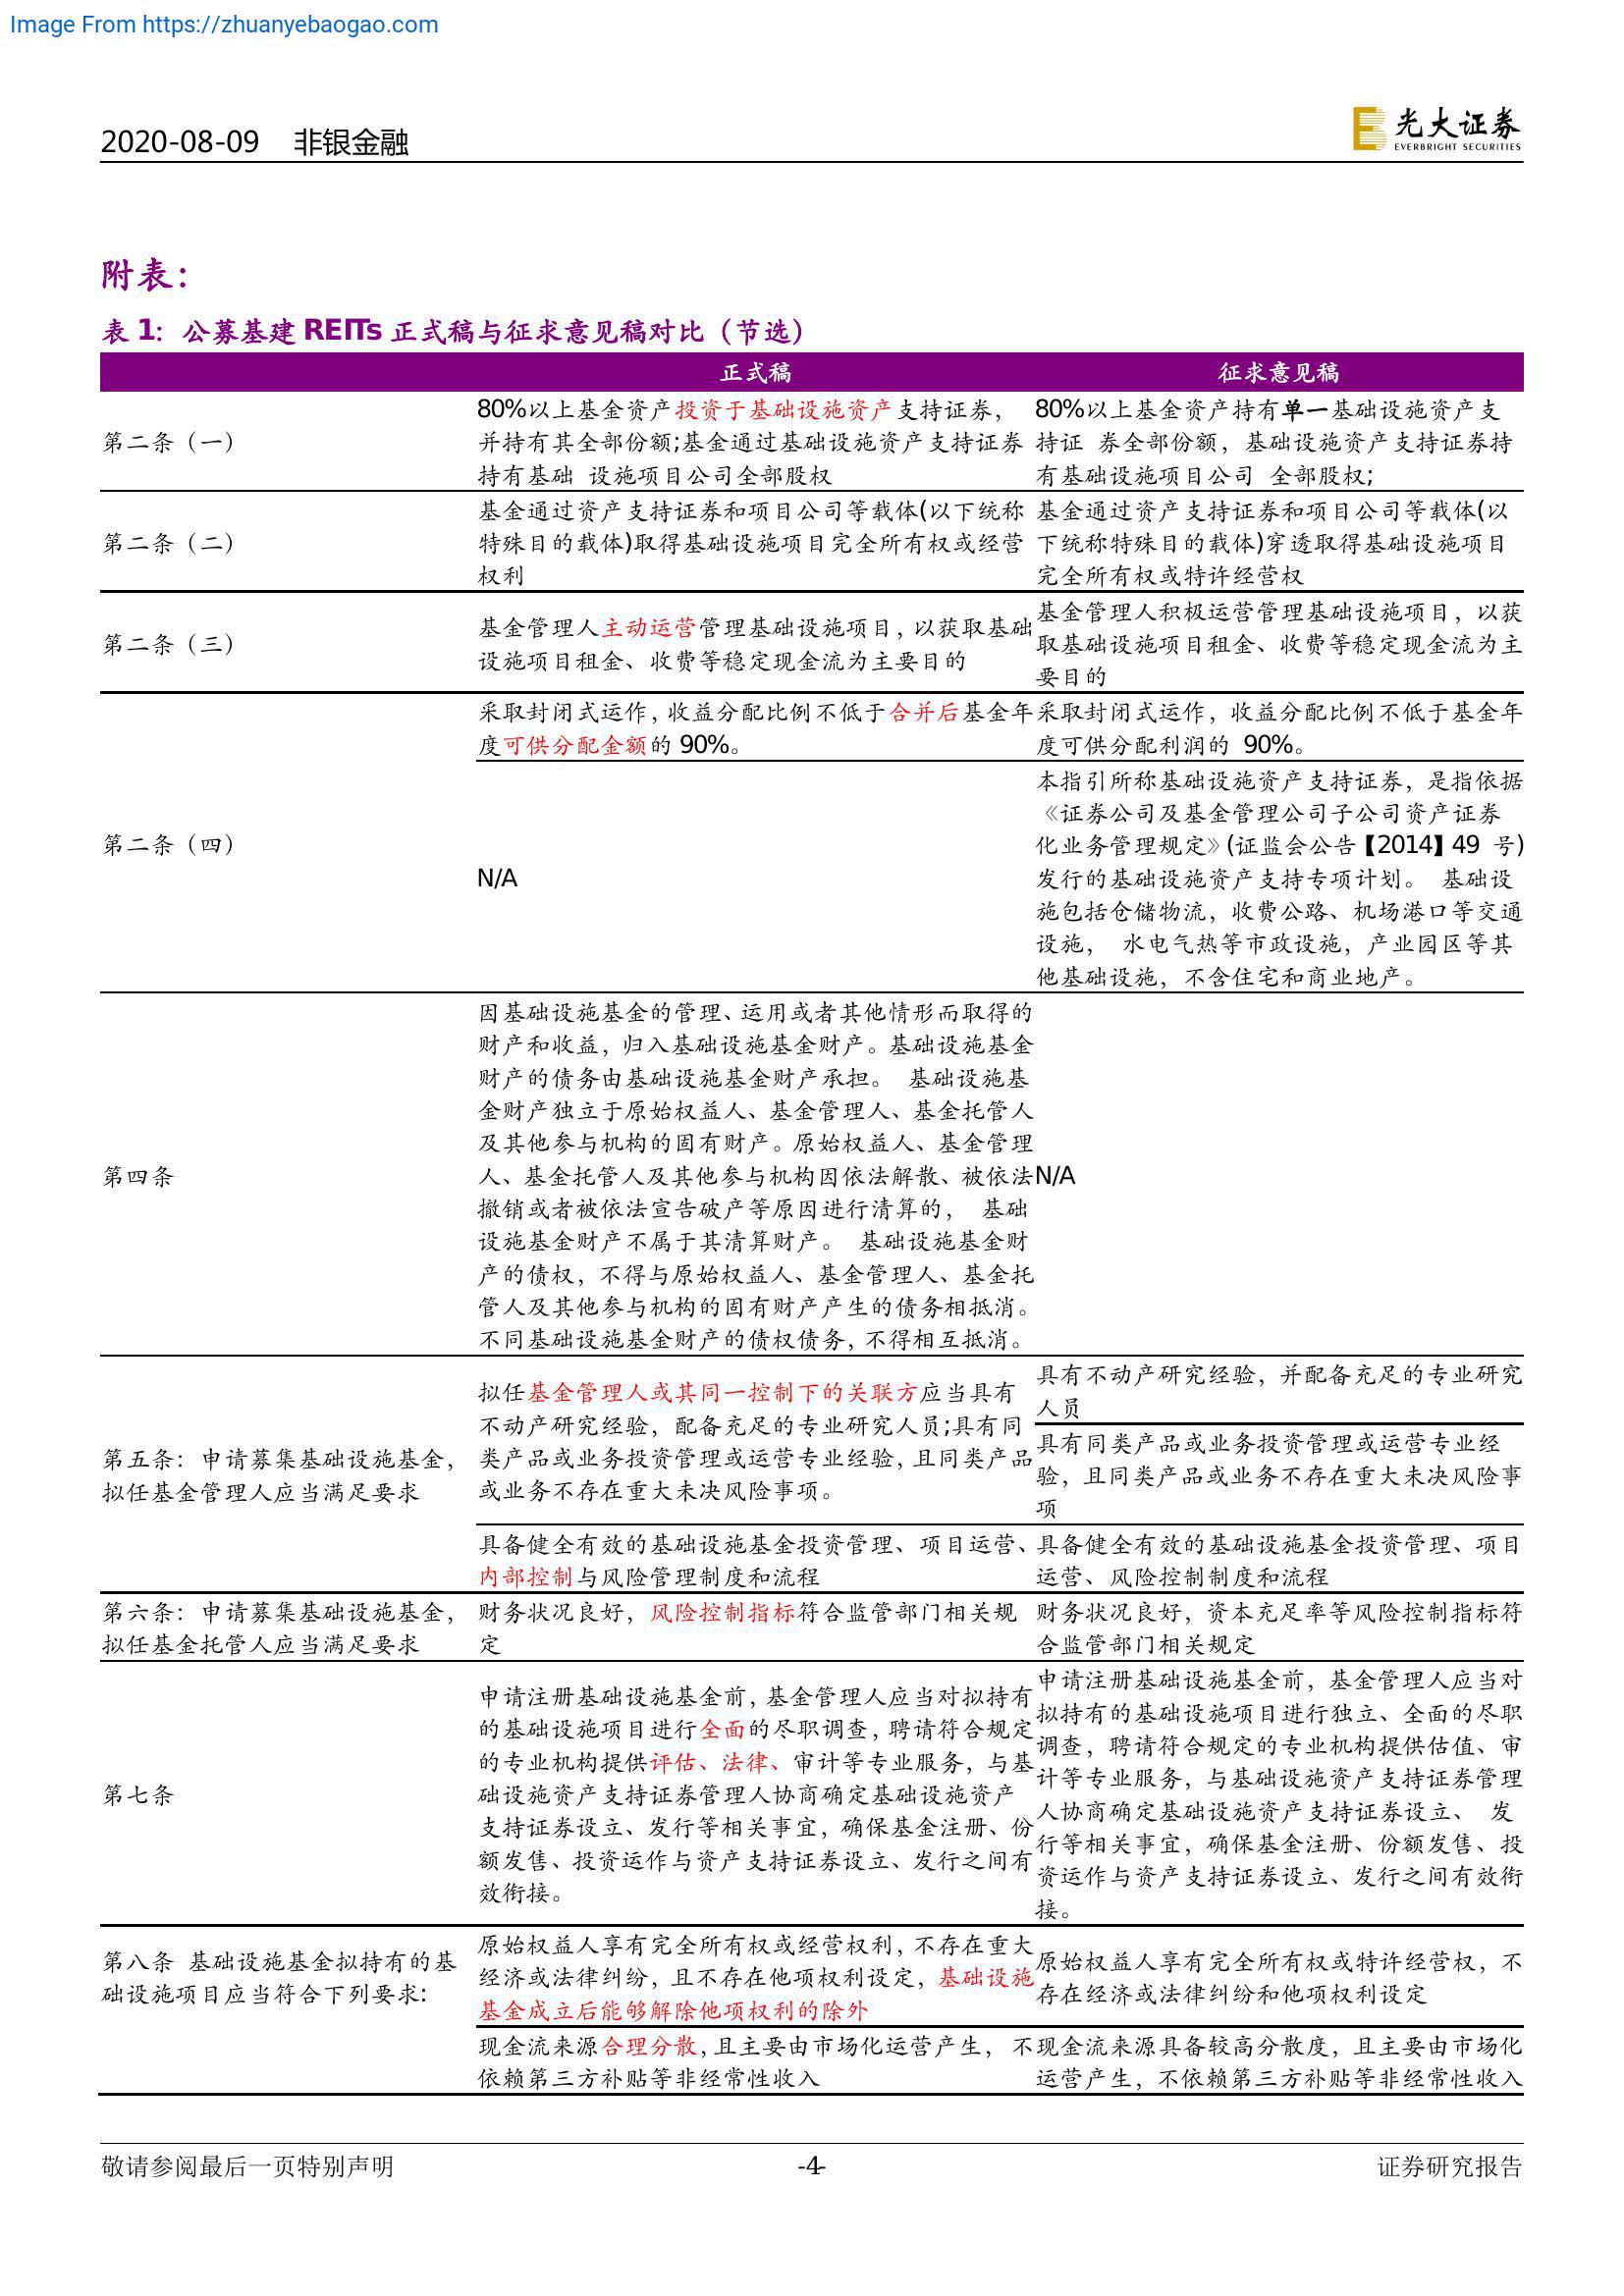 Image From https://zhuanyebaogao.com
2020-08-09 非银金融
光大证券
EVERBRIGHT SECURITIES
附表：
表 1：公募基建 REITs 正式稿与征求意见稿对比（节选）
正式稿
征求意见稿
第二条（一）
80%以上基金资产投资于基础设施资产支持证券，
并持有其全部份额;基金通过基础设施资产支持证券
持有基础 设施项目公司全部股权
80%以上基金资产持有单一基础设施资产支
持证 券全部份额，基础设施资产支持证券持
有基础设施项目公司 全部股权;
第二条（二）
基金通过资产支持证券和项目公司等载体(以下统称
特殊目的载体)取得基础设施项目完全所有权或经营
权利
基金通过资产支持证券和项目公司等载体(以
下统称特殊目的载体)穿透取得基础设施项目
完全所有权或特许经营权
第二条（三）
基金管理人主动运营管理基础设施项目，以获取基础
设施项目租金、收费等稳定现金流为主要目的
基金管理人积极运营管理基础设施项目，以获
取基础设施项目租金、收费等稳定现金流为主
要目的
第二条（四）
采取封闭式运作，收益分配比例不低于合并后基金年
度可供分配金额的 90%。
采取封闭式运作，收益分配比例不低于基金年
度可供分配利润的 90%。
N/A
本指引所称基础设施资产支持证券，是指依据
《证券公司及基金管理公司子公司资产证券
化业务管理规定》(证监会公告【2014】49 号)
发行的基础设施资产支持专项计划。 基础设
施包括仓储物流，收费公路、机场港口等交通
设施， 水电气热等市政设施，产业园区等其
他基础设施，不含住宅和商业地产。
第四条
因基础设施基金的管理、运用或者其他情形而取得的
财产和收益，归入基础设施基金财产。基础设施基金
财产的债务由基础设施基金财产承担。 基础设施基
金财产独立于原始权益人、基金管理人、基金托管人
及其他参与机构的固有财产。原始权益人、基金管理
人、基金托管人及其他参与机构因依法解散、被依法
撤销或者被依法宣告破产等原因进行清算的， 基础
设施基金财产不属于其清算财产。 基础设施基金财
产的债权，不得与原始权益人、基金管理人、基金托
管人及其他参与机构的固有财产产生的债务相抵消。
不同基础设施基金财产的债权债务，不得相互抵消。
N/A
第五条：申请募集基础设施基金，
拟任基金管理人应当满足要求
拟任基金管理人或其同一控制下的关联方应当具有
不动产研究经验，配备充足的专业研究人员;具有同
类产品或业务投资管理或运营专业经验，且同类产品
或业务不存在重大未决风险事项。
具有不动产研究经验，并配备充足的专业研究
人员
具有同类产品或业务投资管理或运营专业经
验，且同类产品或业务不存在重大未决风险事
项
具备健全有效的基础设施基金投资管理、项目运营、
内部控制与风险管理制度和流程
具备健全有效的基础设施基金投资管理、项目
运营、风险控制制度和流程
第六条：申请募集基础设施基金，
拟任基金托管人应当满足要求
财务状况良好，风险控制指标符合监管部门相关规
定
财务状况良好，资本充足率等风险控制指标符
合监管部门相关规定
第七条
申请注册基础设施基金前，基金管理人应当对拟持有
的基础设施项目进行全面的尽职调查，聘请符合规定
的专业机构提供评估、法律、审计等专业服务，与基
础设施资产支持证券管理人协商确定基础设施资产
支持证券设立、发行等相关事宜，确保基金注册、份
额发售、投资运作与资产支持证券设立、发行之间有
效衔接。
申请注册基础设施基金前，基金管理人应当对
拟持有的基础设施项目进行独立、全面的尽职
调查，聘请符合规定的专业机构提供估值、审
计等专业服务，与基础设施资产支持证券管理
人协商确定基础设施资产支持证券设立、 发
行等相关事宜，确保基金注册、份额发售、投
资运作与资产支持证券设立、发行之间有效衔
接。
第八条 基础设施基金拟持有的基
础设施项目应当符合下列要求:
原始权益人享有完全所有权或经营权利，不存在重大
经济或法律纠纷，且不存在他项权利设定，基础设施
基金成立后能够解除他项权利的除外
原始权益人享有完全所有权或特许经营权，不
存在经济或法律纠纷和他项权利设定
现金流来源合理分散，且主要由市场化运营产生， 不
依赖第三方补贴等非经常性收入
现金流来源具备较高分散度，且主要由市场化
运营产生，不依赖第三方补贴等非经常性收入
敬请参阅最后一页特别声明
-4-
证券研究报告